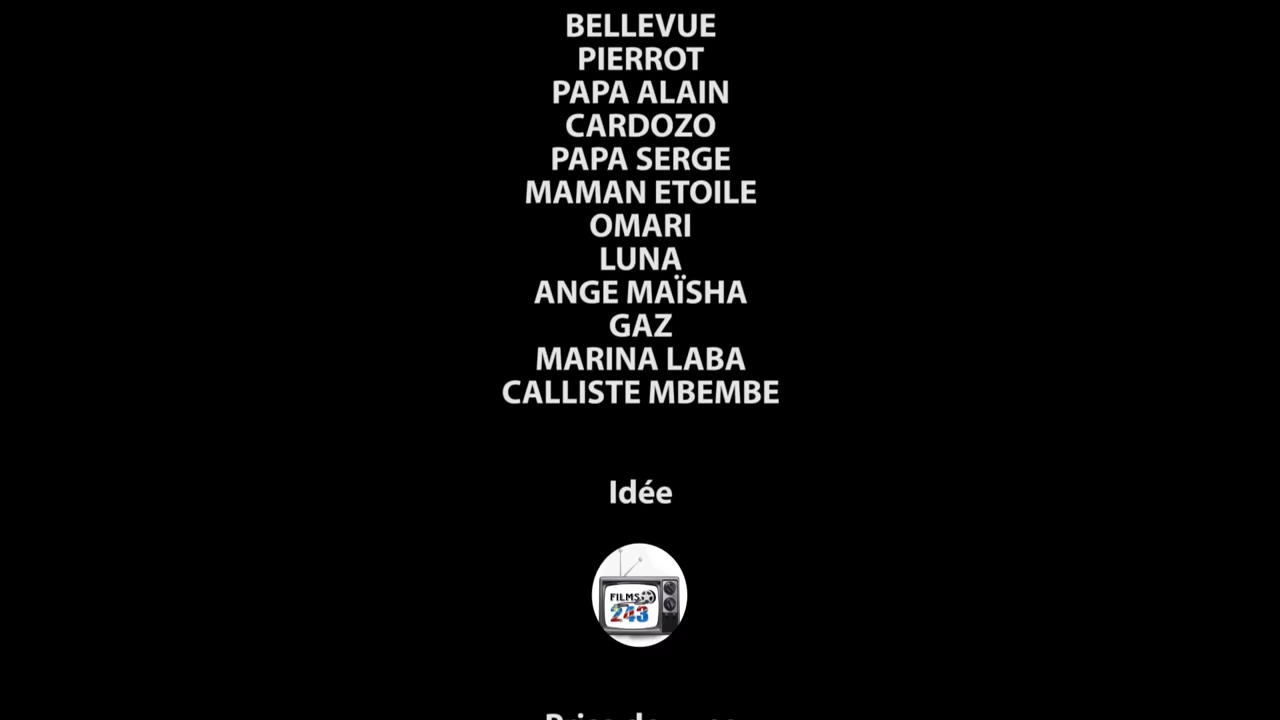 BELLEVUE
PIERROT
PAPA ALAIN
CARDOZO
PAPA SERGE
MAMAN ETOILE
OMARI
LUNA
ANGE MAÏSHA
GAZ
MARINA LABA
CALLISTE MBEMBE
Idée
FILMS
243